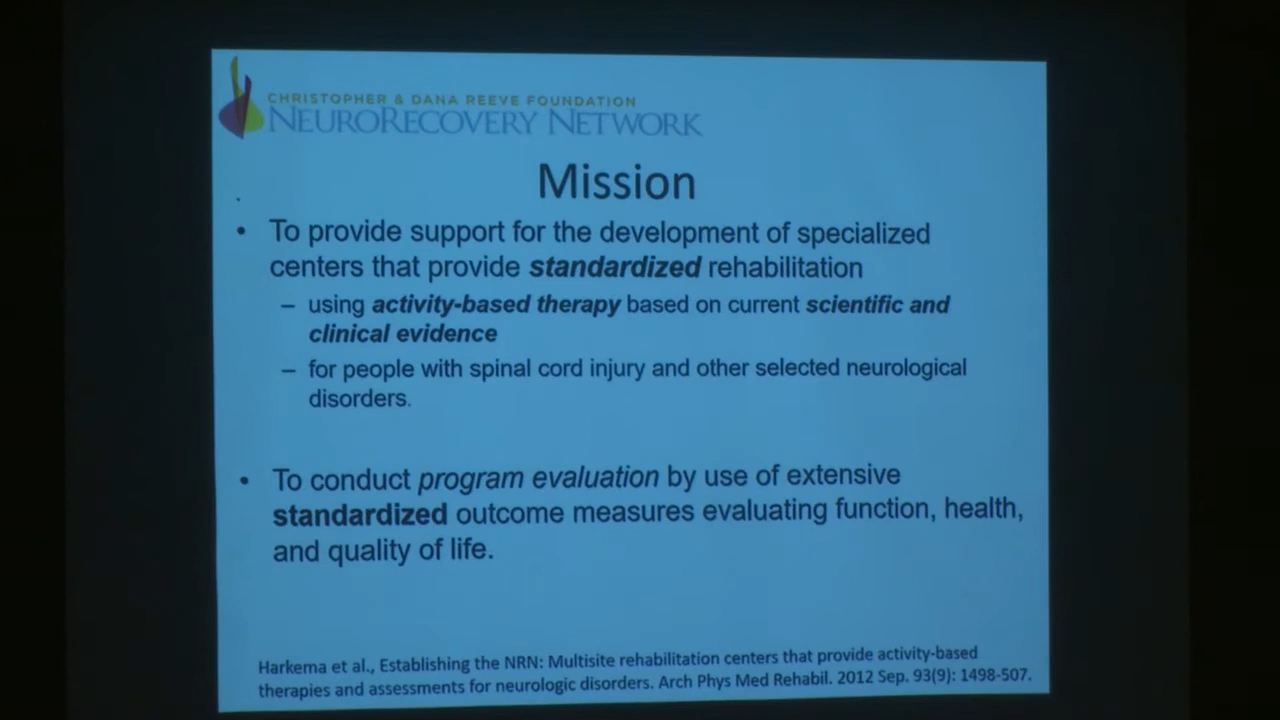 CHRISTOPHER & DANA REEVE FOUNDATION
NEURORECOVERY NETWORK
Mission
• To provide support for the development of specialized
centers that provide standardized rehabilitation
– using activity-based therapy based on current scientific and
clinical evidence
– for people with spinal cord injury and other selected neurological
disorders.
• To conduct program evaluation by use of extensive
standardized outcome measures evaluating function, health,
and quality of life.
Harkema et al., Establishing the NRN: Multisite rehabilitation centers that provide activity-based
therapies and assessments for neurologic disorders. Arch Phys Med Rehabil. 2012 Sep. 93(9): 1498-507.